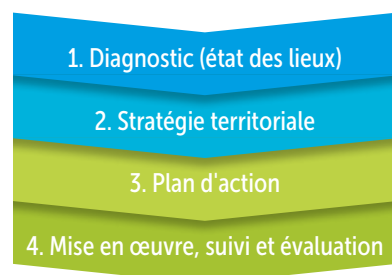 1. Diagnostic (état des lieux)
2. Stratégie territoriale
3. Plan d'action
4. Mise en œuvre, suivi et évaluation